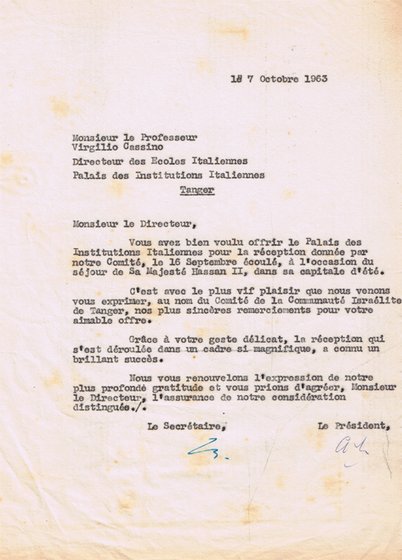 18 7 Octobre 1963
Monsieur le Professeur
Virgilio Cassino
Directeur des Ecoles Italiennes
Palais des Institutions Italiennes
Tanger
Monsieur le Directeur,
Vous avez bien voulu offrir le Palais des
Institutions Italiennes pour la réception donnée par
notre Comité, le 16 Septembre écoulé, à l'occasion du
séjour de Sa Majesté Hassan II, dans sa capitale d'été.
C'est avec le plus vif plaisir que nous venons
vous exprimer, au nom du Comité de la Communauté Israélite
de Tanger, nos plus sincères remerciements pour votre
aimable offre.
Grâce à votre geste délicat, la réception qui
s'est déroulée dans un cadre si magnifique, a connu un
brillant succès.
Nous vous renouvelons l'expression de notre
plus profonde gratitude et vous prions d'agréer, Monsieur
le Directeur, l'assurance de notre considération
distinguée./.
Le Secrétaire, Le Président,